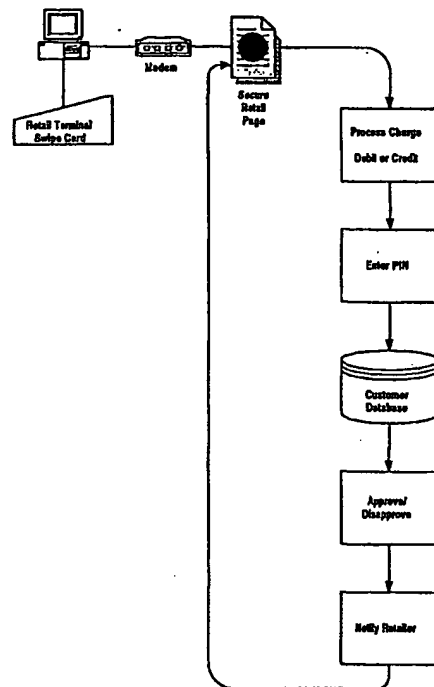 Modem
Secure
Retail
Page
Retail Terminal
Swipe Card
Process Charge
Debit or Credit
Enter PIN
Customer
Database
Approve/
Disapprove
Notify Retailer